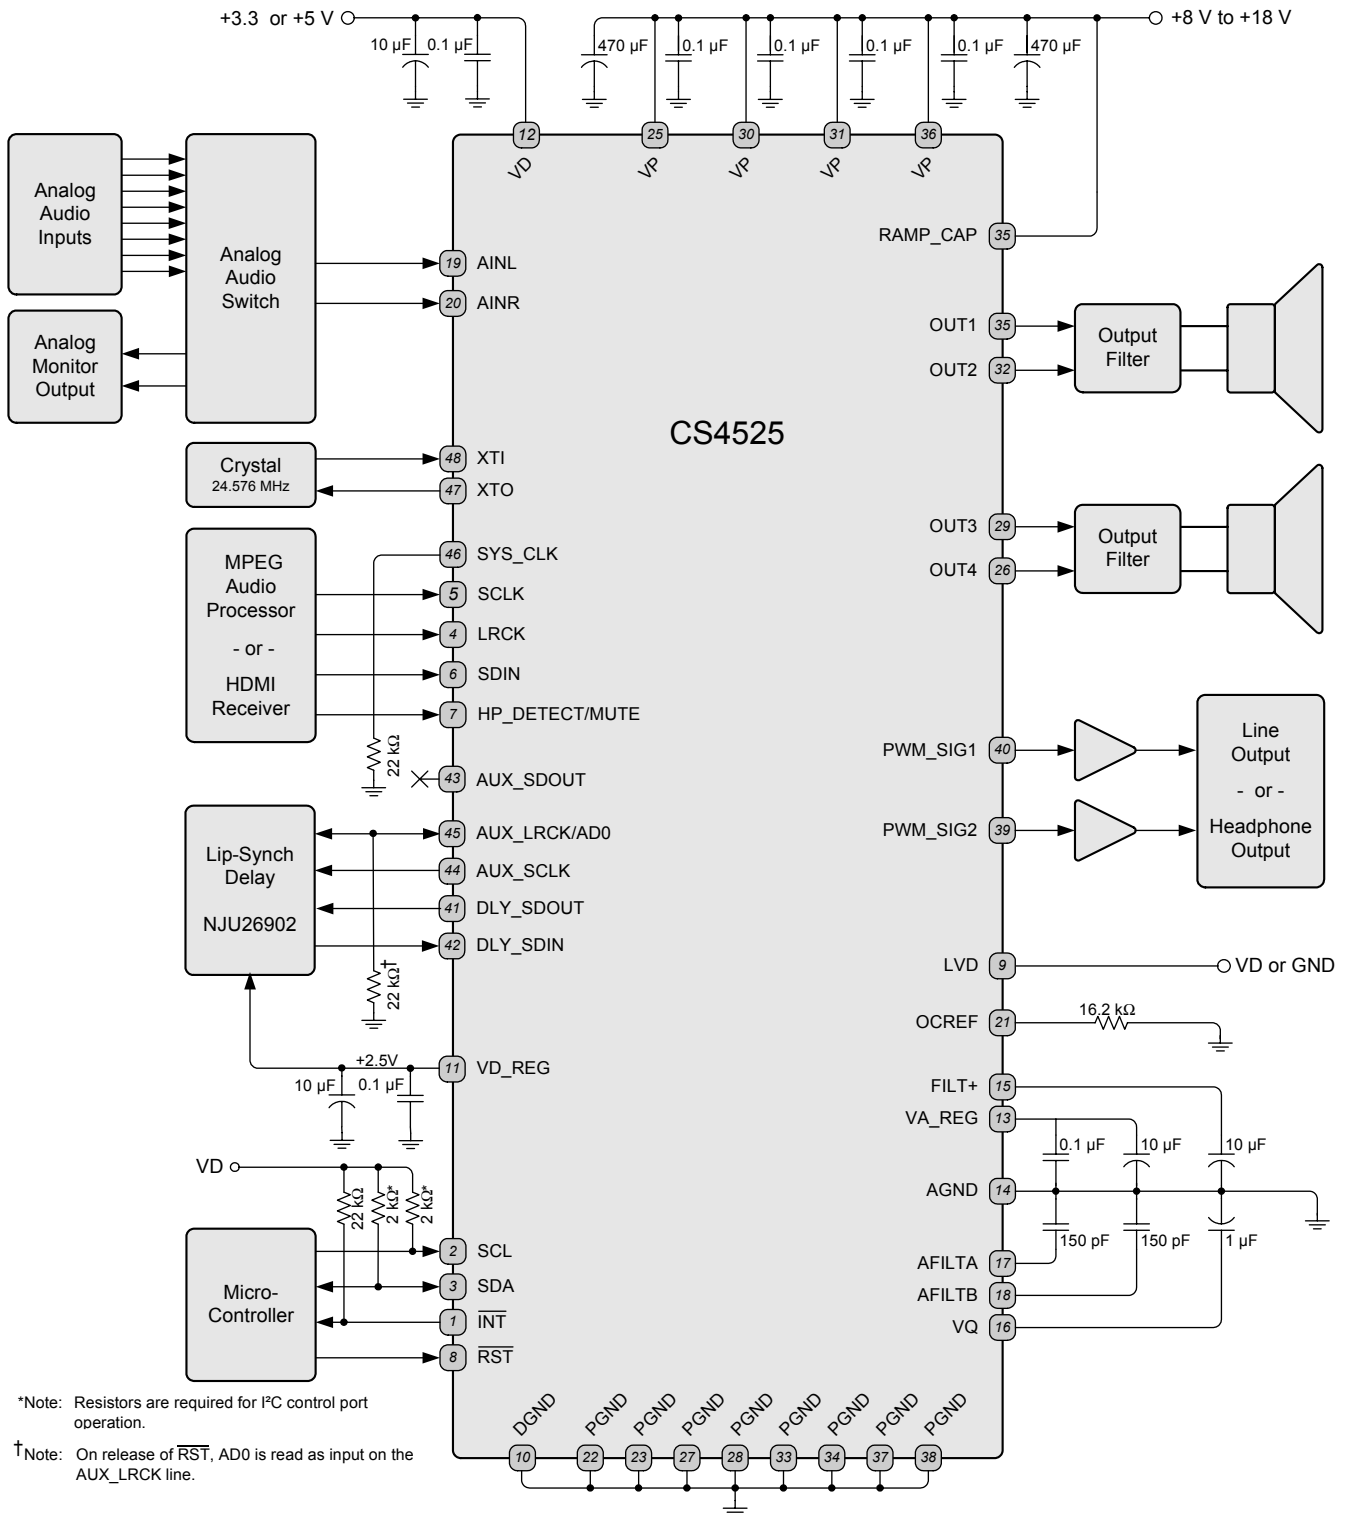 +3.3 or +5 V
+8 V to +18 V
10 µF
0.1 µF
470 µF
0.1 µF
0.1 µF
0.1 µF
0.1 µF
470 µF
12
25
30
31
36
VD
VP
VP
VP
VP
Analog
Audio
Inputs
Analog
Audio
Switch
Analog
Monitor
Output
19 AINL
20 AINR
RAMP_CAP 35
OUT1 35
OUT2 32
Output
Filter
CS4525
Crystal
24.576 MHz
48 XTI
47 XTO
OUT3 29
OUT4 26
Output
Filter
MPEG
Audio
Processor
- or -
HDMI
Receiver
46 SYS_CLK
5 SCLK
4 LRCK
6 SDIN
7 HP_DETECT/MUTE
22 kΩ
43 AUX_SDOUT
PWM_SIG1 40
PWM_SIG2 39
Line
Output
- or -
Headphone
Output
Lip-Synch
Delay
NJU26902
45 AUX_LRCK/AD0
44 AUX_SCLK
41 DLY_SDOUT
42 DLY_SDIN
22 kΩ†
LVD 9
VD or GND
OCREF 21
16.2 kΩ
+2.5V
11 VD_REG
10 µF
0.1 µF
FILT+ 15
VA_REG 13
0.1 µF
10 µF
10 µF
AGND 14
150 pF
150 pF
1 µF
AFILTA 17
AFILTB 18
VQ 16
VD
22 kΩ
2 kΩ*
2 kΩ*
Micro-
Controller
2 SCL
3 SDA
1 INT
8 RST
*Note: Resistors are required for I²C control port
operation.
†Note: On release of RST, AD0 is read as input on the
AUX_LRCK line.
DGND
PGND
PGND
PGND
PGND
PGND
PGND
PGND
PGND
10
22
23
27
28
33
34
37
38